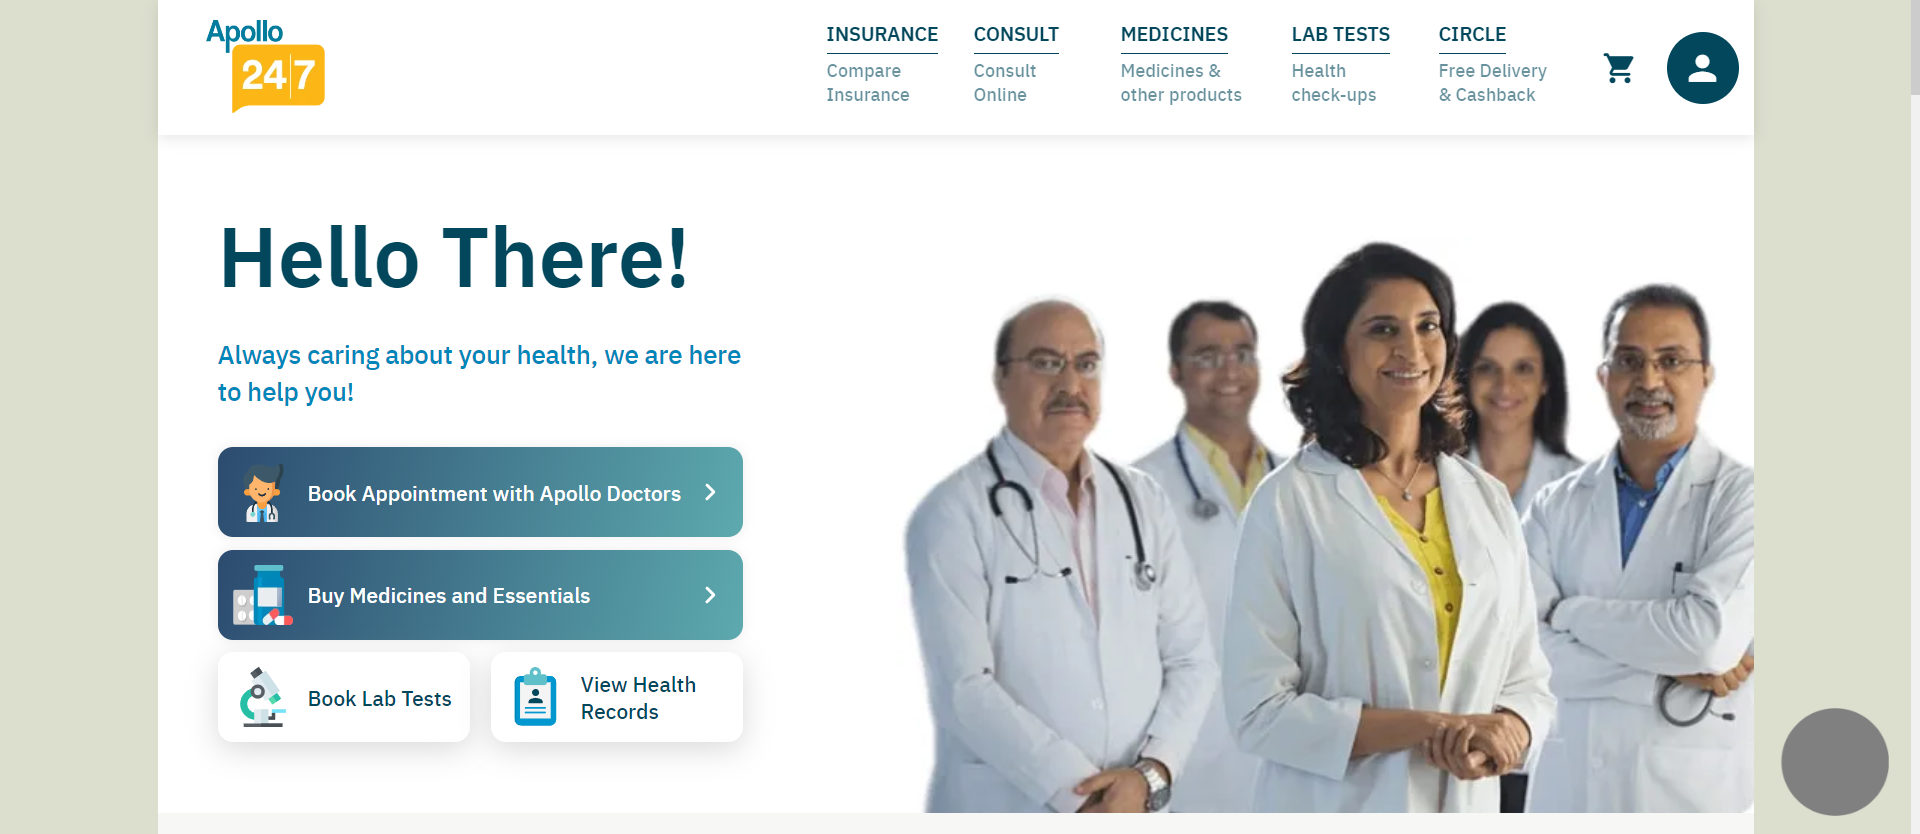 Apollo
24|7
INSURANCE
Compare
Insurance
CONSULT
Consult
Online
MEDICINES
Medicines &
other products
LAB TESTS
Health
check-ups
CIRCLE
Free Delivery
& Cashback
Hello There!
Always caring about your health, we are here
to help you!
Book Appointment with Apollo Doctors
Buy Medicines and Essentials
Book Lab Tests
View Health
Records